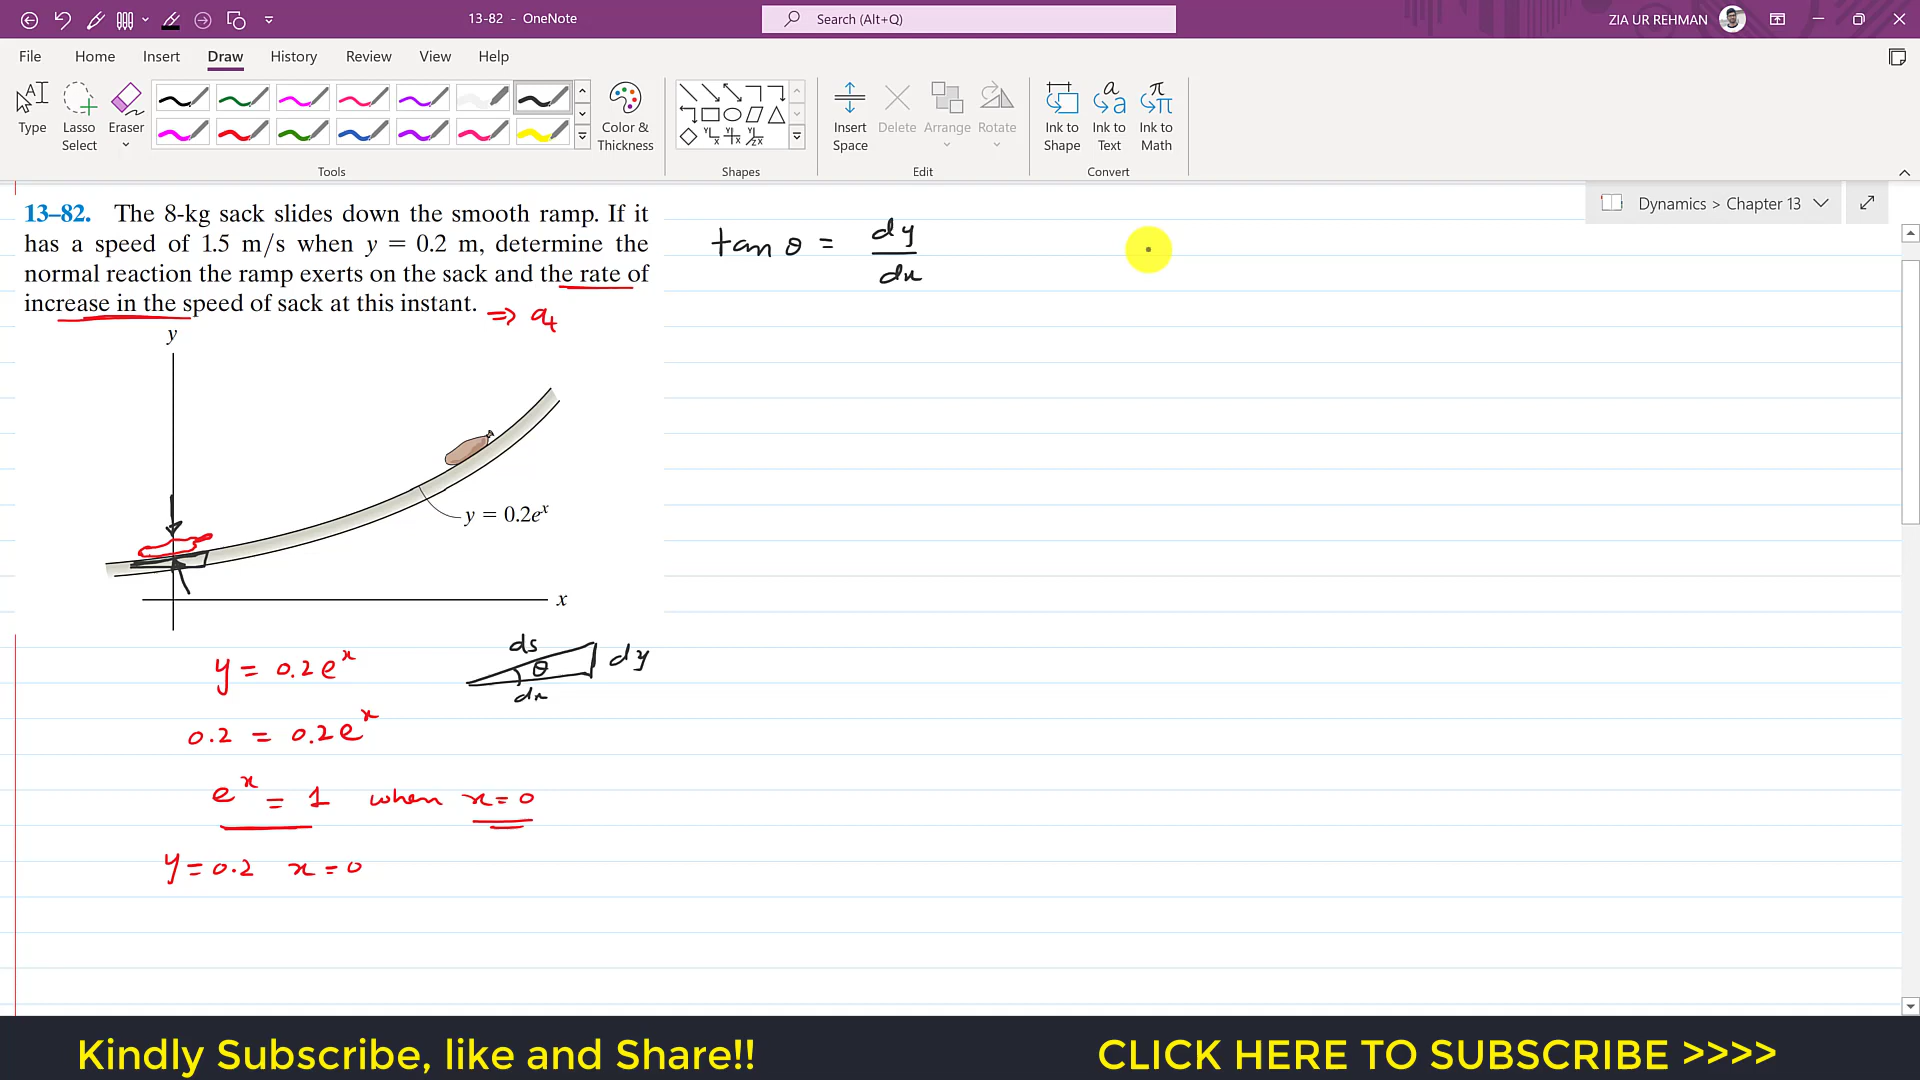 13-82 - OneNote
Search (Alt+Q)
ZIA UR REHMAN
File Home Insert Draw History Review View Help
Type
Lasso Select
Eraser
Color & Thickness
Insert Space
Delete
Arrange
Rotate
Ink to Shape
Ink to Text
Ink to Math
Tools
Shapes
Edit
Convert
Dynamics > Chapter 13
13–82. The 8-kg sack slides down the smooth ramp. If it
has a speed of 1.5 m/s when y = 0.2 m, determine the
normal reaction the ramp exerts on the sack and the rate of
increase in the speed of sack at this instant.
⇒ a_t
tan θ = dy/dx
y
y = 0.2e^x
x
ds
θ
dy
dx
y = 0.2e^x
0.2 = 0.2e^x
e^x = 1 when x=0
y=0.2 x=0
Kindly Subscribe, like and Share!!
CLICK HERE TO SUBSCRIBE >>>>